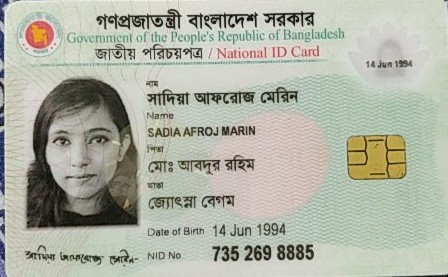 গণপ্রজাতন্ত্রী বাংলাদেশ সরকার
Government of the People's Republic of Bangladesh
জাতীয় পরিচয়পত্র / National ID Card
14 Jun 1994
নাম
সাদিয়া আফরোজ মেরিন
Name
SADIA AFROJ MARIN
পিতা
মোঃ আবদুর রহিম
মাতা
জ্যোৎস্না বেগম
Date of Birth 14 Jun 1994
NID No. 735 269 8885
সাদিয়া আফরোজ মেরিন